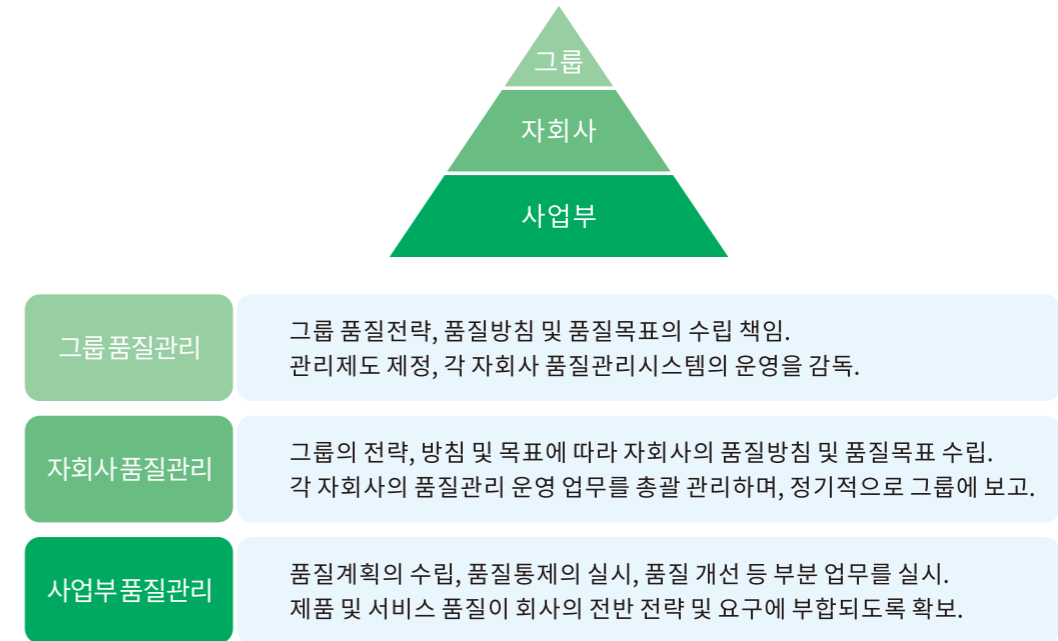 그룹
자회사
사업부
그룹 품질관리
그룹 품질전략, 품질방침 및 품질목표의 수립 책임.
관리제도 제정, 각 자회사 품질관리시스템의 운영을 감독.
자회사 품질관리
그룹의 전략, 방침 및 목표에 따라 자회사의 품질방침 및 품질목표 수립.
각 자회사의 품질관리 운영 업무를 총괄 관리하며, 정기적으로 그룹에 보고.
사업부 품질관리
품질계획의 수립, 품질통제의 실시, 품질 개선 등 부분 업무를 실시.
제품 및 서비스 품질이 회사의 전반 전략 및 요구에 부합되도록 확보.